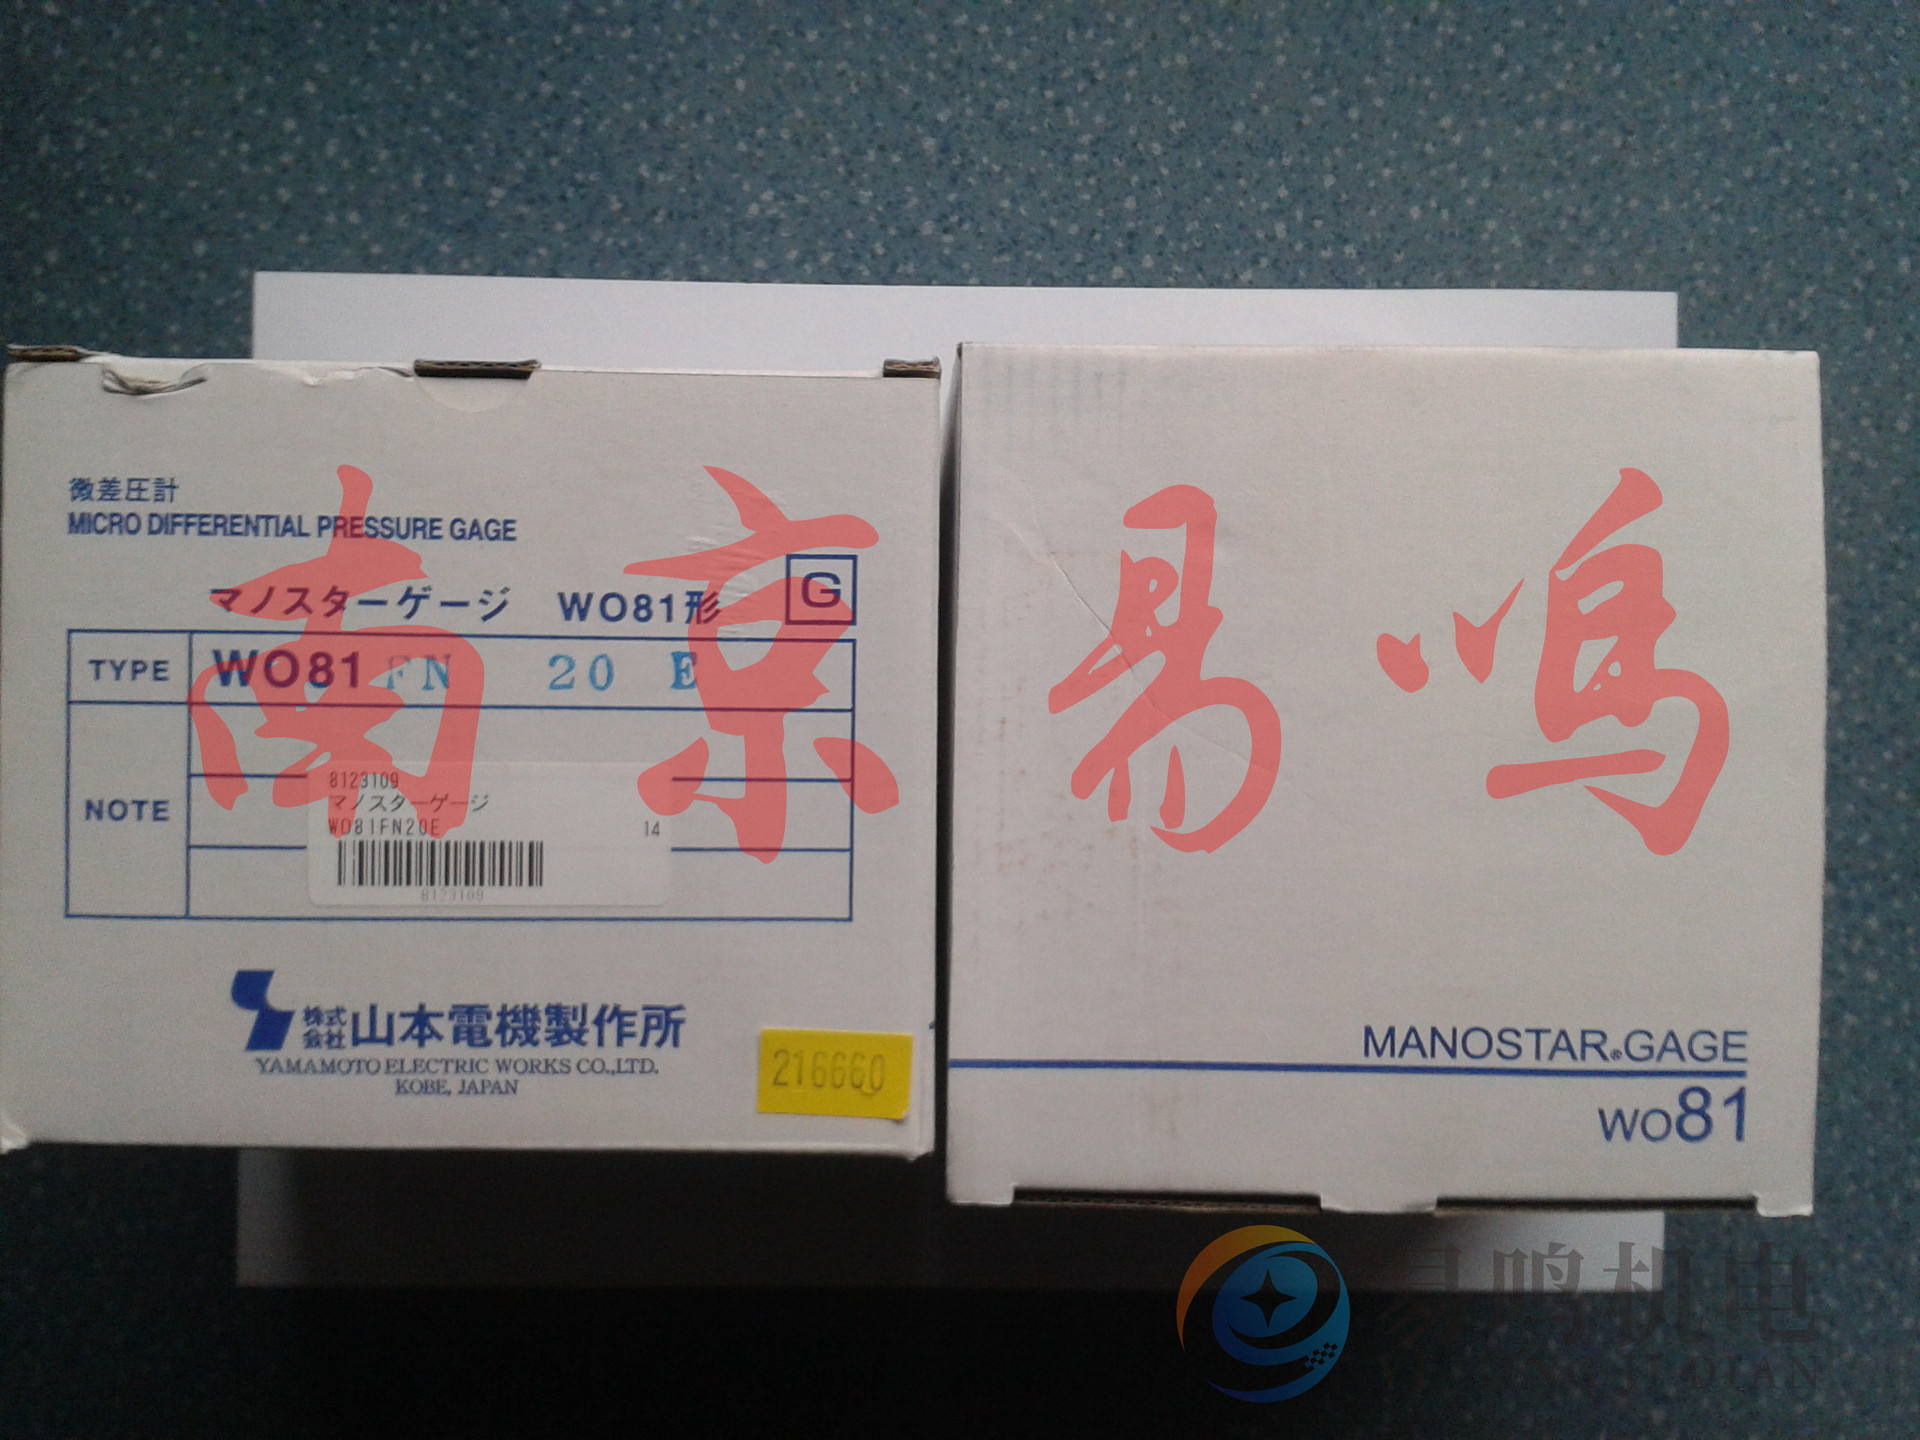 微差圧計
MICRO DIFFERENTIAL PRESSURE GAGE
マノスターゲージ WO81形 G
TYPE WO81 FN 20 E
NOTE
8123109
マノスターゲージ
WO81FN20E 14
8123109
株式会社 山本電機製作所
YAMAMOTO ELECTRIC WORKS CO.,LTD.
KOBE, JAPAN
216660
MANOSTAR®GAGE
WO81
南京易鸣
易鸣机电